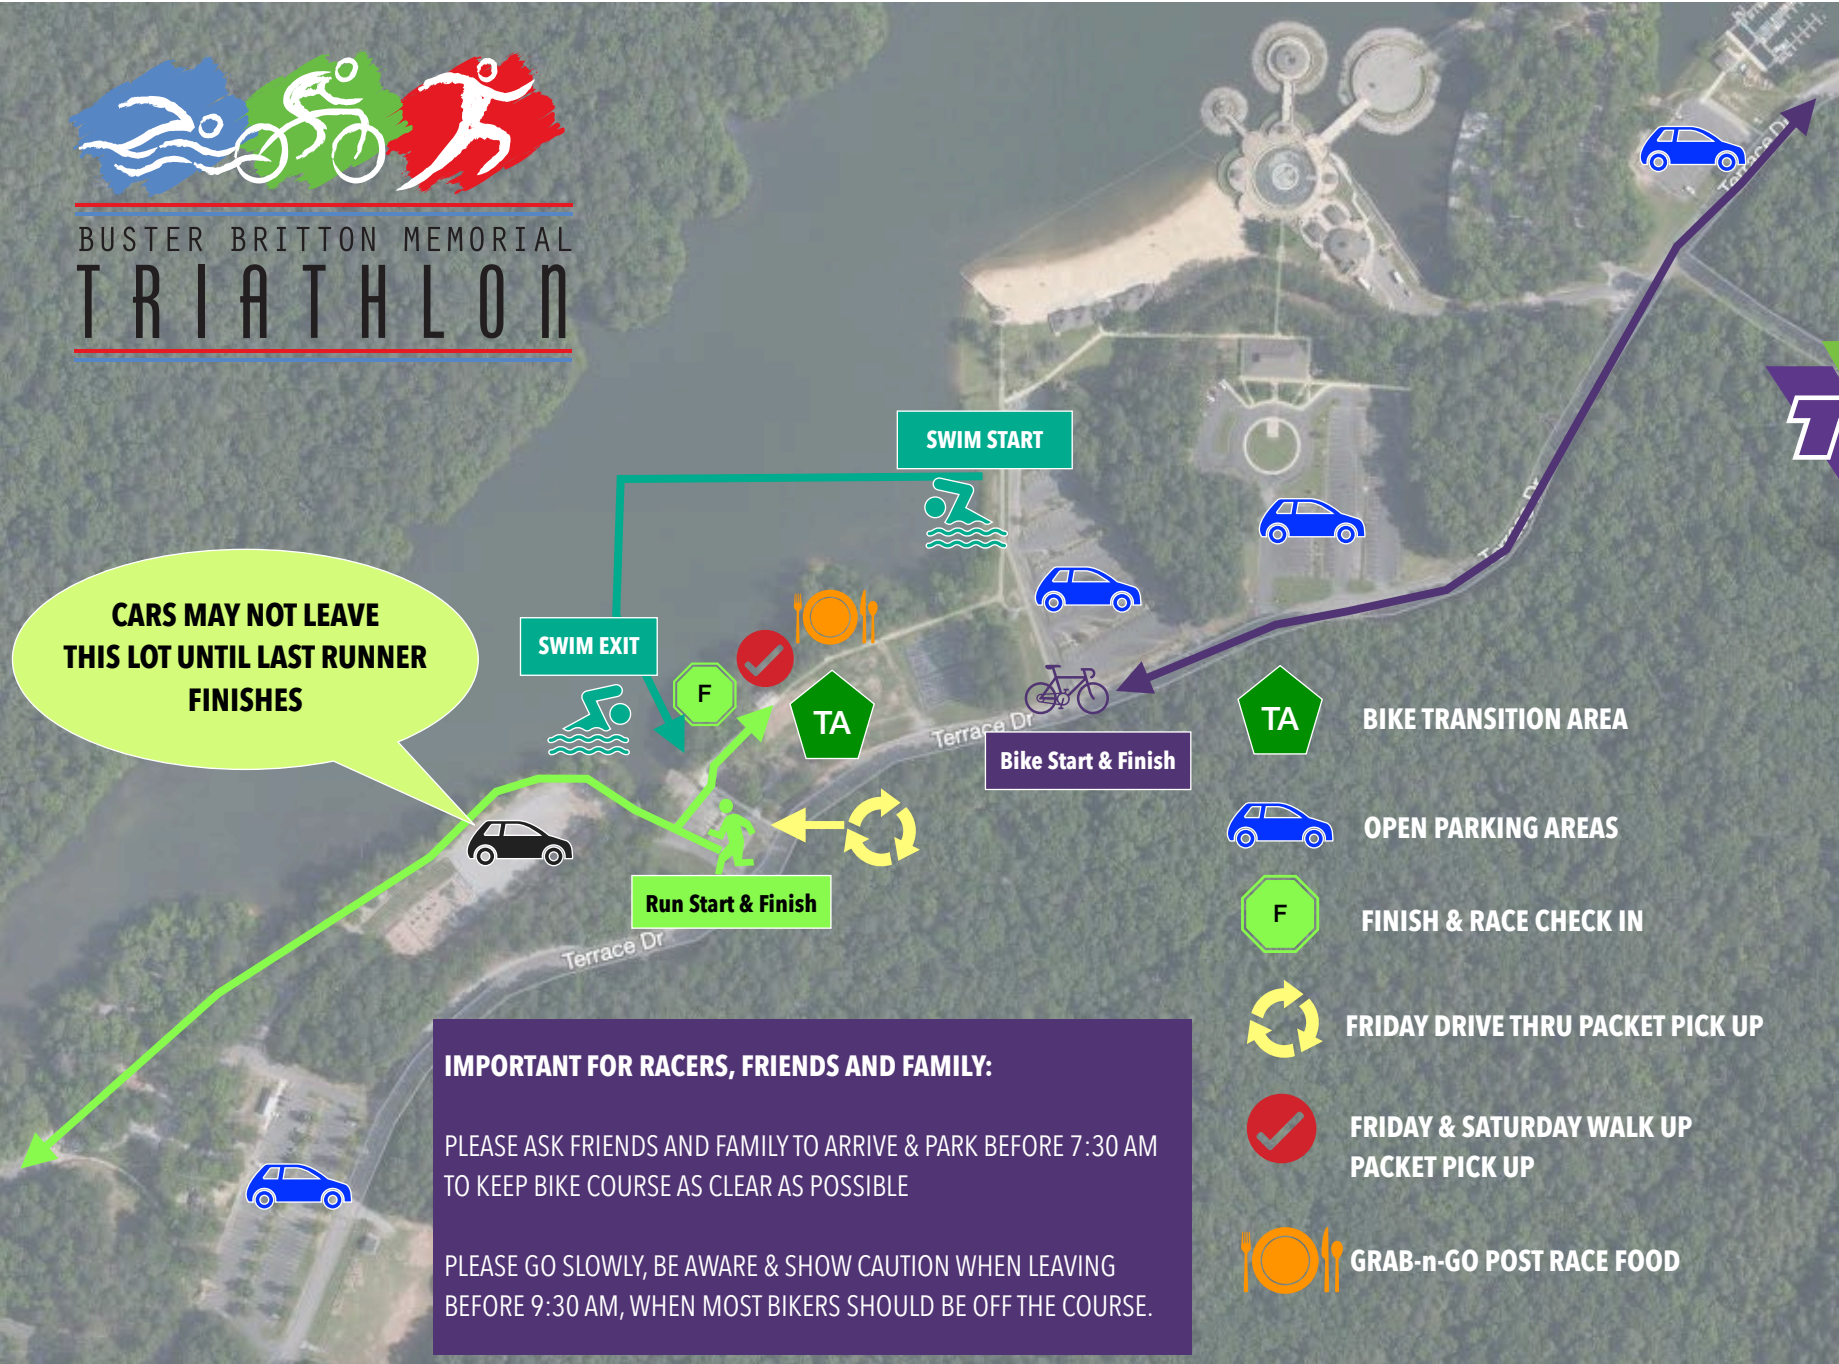 BUSTER BRITTON MEMORIAL
TRIATHLON
Terrace Dr
SWIM START
CARS MAY NOT LEAVE
THIS LOT UNTIL LAST RUNNER
FINISHES
SWIM EXIT
F
TA
Terrace Dr
Bike Start & Finish
Run Start & Finish
Terrace Dr
TA
BIKE TRANSITION AREA
OPEN PARKING AREAS
F
FINISH & RACE CHECK IN
FRIDAY DRIVE THRU PACKET PICK UP
FRIDAY & SATURDAY WALK UP
PACKET PICK UP
GRAB-n-GO POST RACE FOOD
IMPORTANT FOR RACERS, FRIENDS AND FAMILY:
PLEASE ASK FRIENDS AND FAMILY TO ARRIVE & PARK BEFORE 7:30 AM
TO KEEP BIKE COURSE AS CLEAR AS POSSIBLE
PLEASE GO SLOWLY, BE AWARE & SHOW CAUTION WHEN LEAVING
BEFORE 9:30 AM, WHEN MOST BIKERS SHOULD BE OFF THE COURSE.